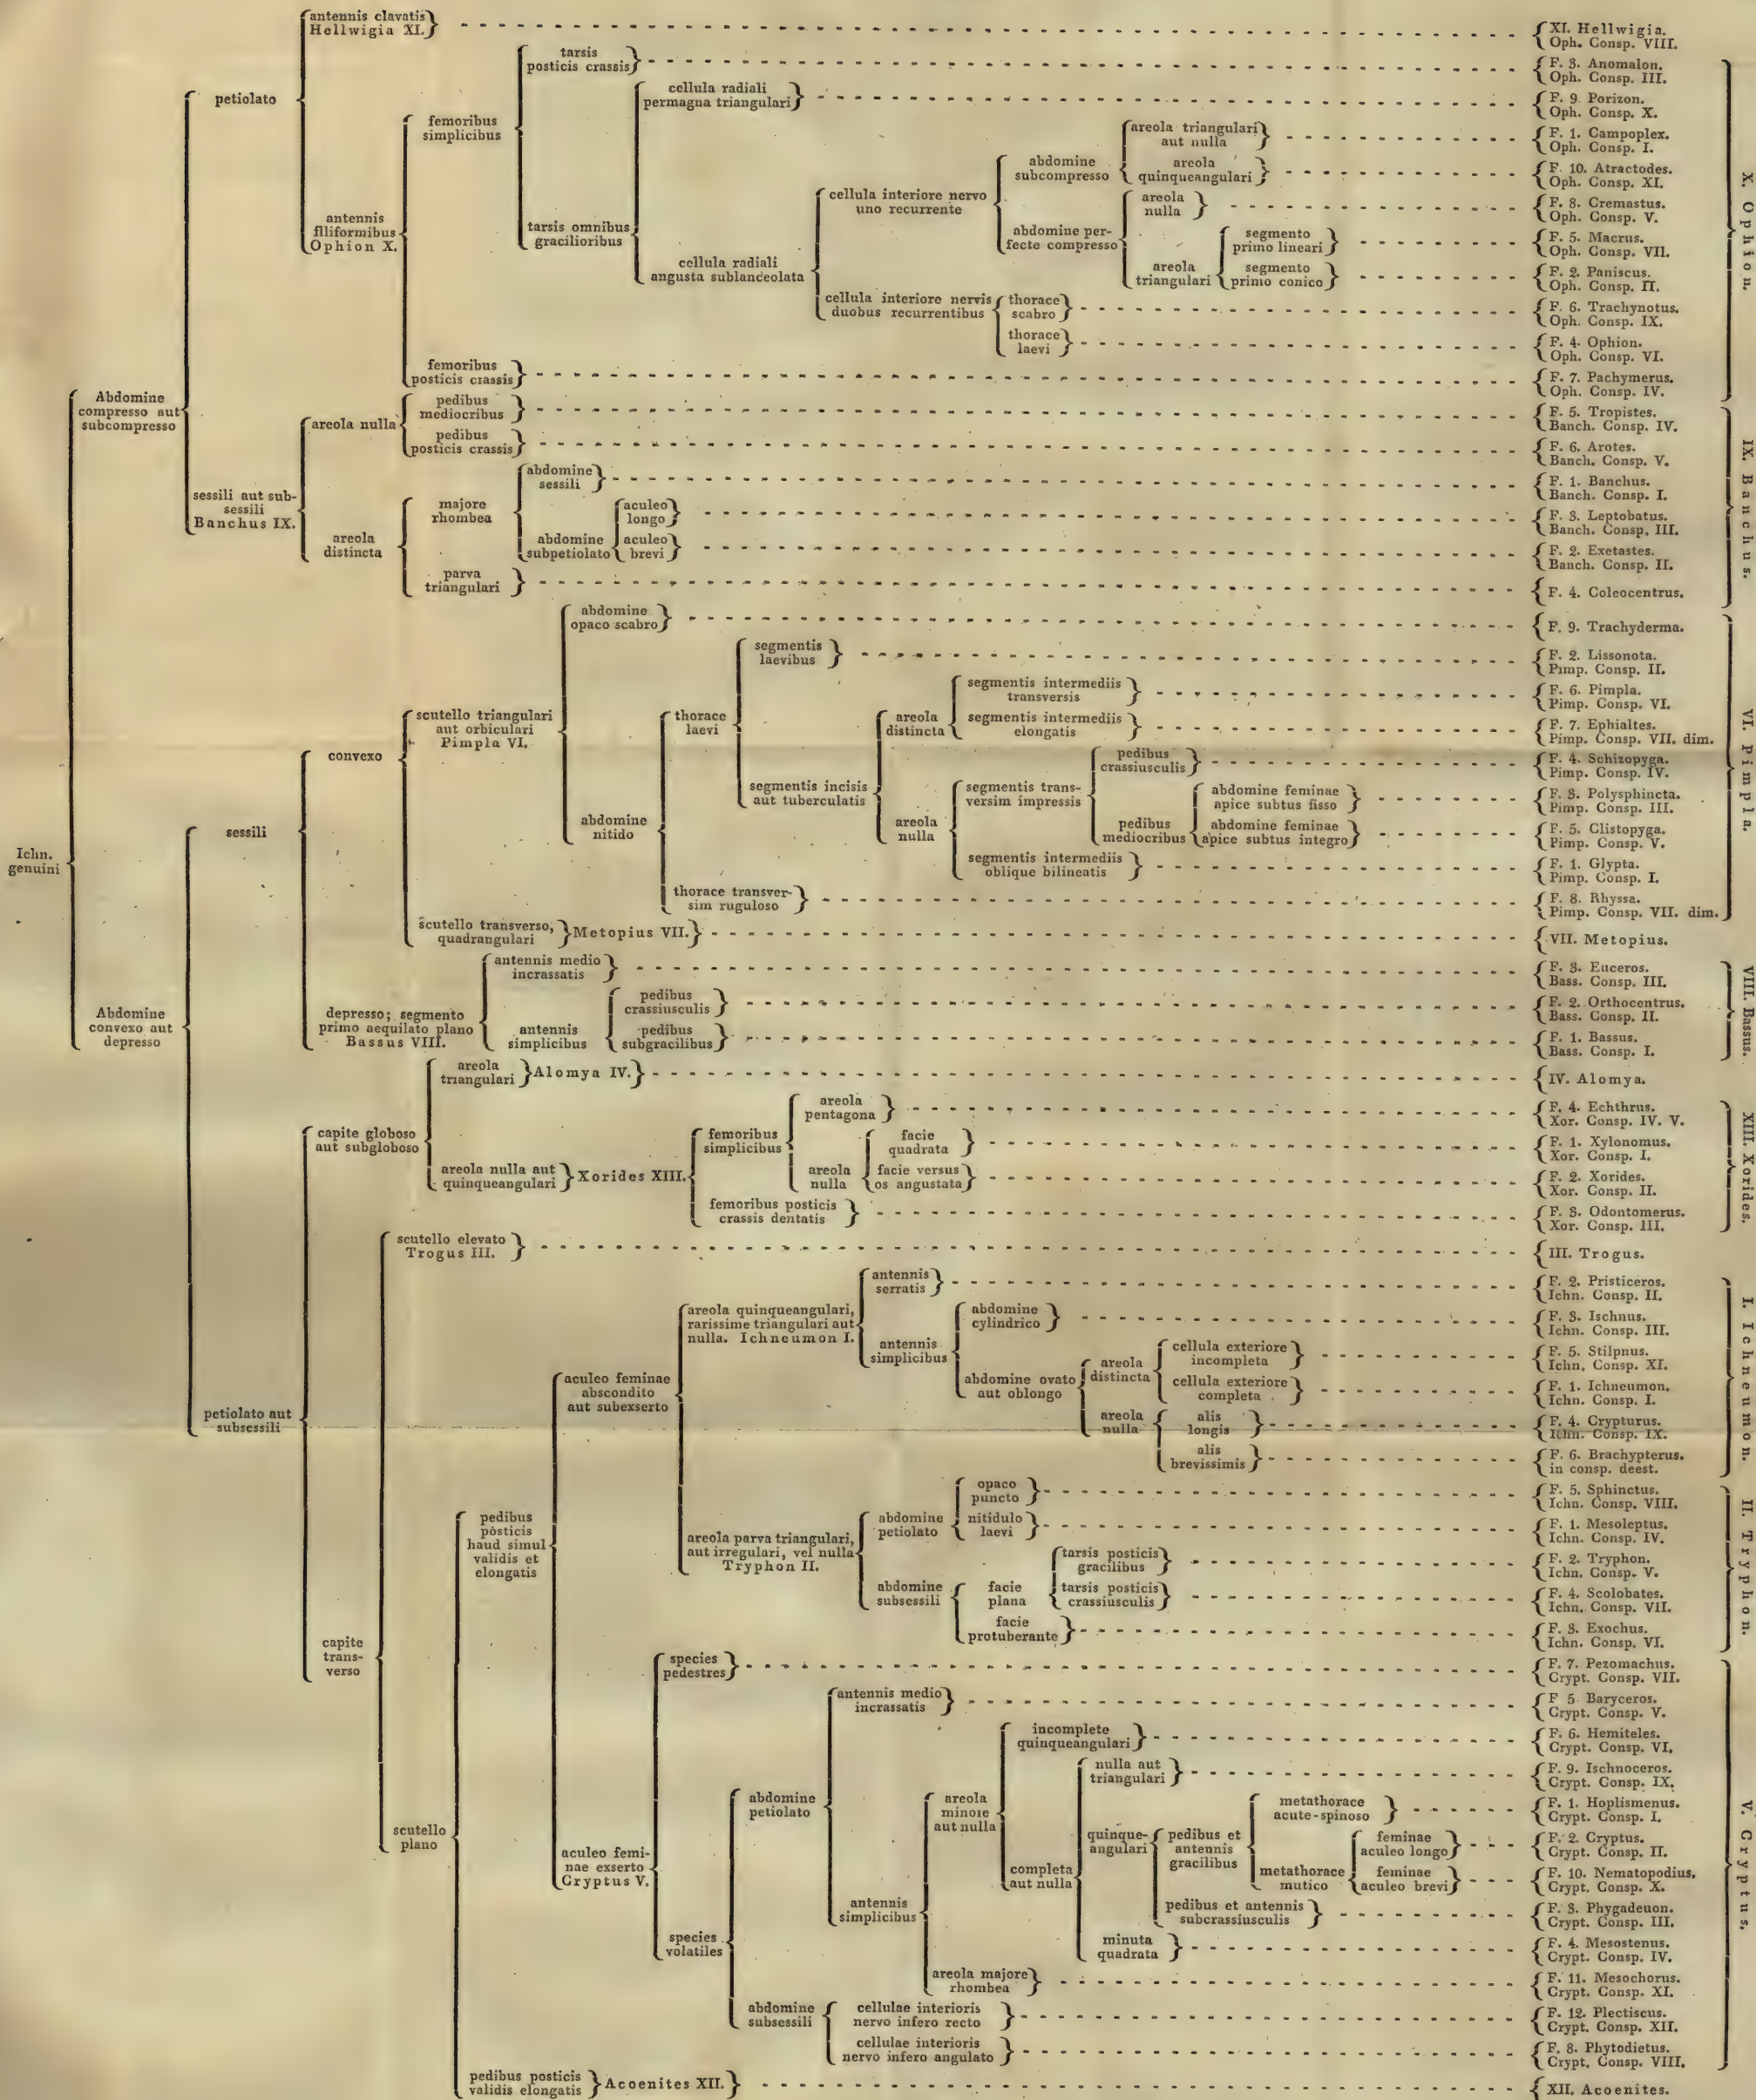 antennis clavatis
Hellwigia XI.
XI. Hellwigia.
Oph. Consp. VIII.
petiolato
femoribus
simplicibus
tarsis
posticis crassis
F. 3. Anomalon.
Oph. Consp. III.
cellula radiali
permagna triangulari
F. 9. Porizon.
Oph. Consp. X.
antennis
filiformibus
Ophion X.
tarsis omnibus
gracilioribus
cellula radiali
angusta sublanceolata
cellula interiore nervo
uno recurrente
abdomine
subcompresso
areola triangulari
aut nulla
F. 1. Campoplex.
Oph. Consp. I.
areola
quinqueangulari
F. 10. Atractodes.
Oph. Consp. XI.
abdomine per-
fecte compresso
areola
nulla
F. 8. Cremastus.
Oph. Consp. V.
areola
triangulari
segmento
primo lineari
F. 5. Macrus.
Oph. Consp. VII.
segmento
primo conico
F. 2. Paniscus.
Oph. Consp. II.
cellula interiore nervis
duobus recurrentibus
thorace
scabro
F. 6. Trachynotus.
Oph. Consp. IX.
thorace
laevi
F. 4. Ophion.
Oph. Consp. VI.
femoribus
posticis crassis
F. 7. Pachymerus.
Oph. Consp. IV.
X. Ophion.
Abdomine
compresso aut
subcompresso
sessili aut sub-
sessili
Banchus IX.
areola nulla
pedibus
mediocribus
F. 5. Tropistes.
Banch. Consp. IV.
pedibus
posticis crassis
F. 6. Arotes.
Banch. Consp. V.
areola
distincta
majore
rhombea
abdomine
sessili
F. 1. Banchus.
Banch. Consp. I.
abdomine
subpetiolato
aculeo
longo
F. 3. Leptobatus.
Banch. Consp. III.
aculeo
brevi
F. 2. Exetastes.
Banch. Consp. II.
parva
triangulari
F. 4. Coleocentrus.
IX. Banchus.
Ichn.
genuini
Abdomine
convexo aut
depresso
sessili
convexo
scutello triangulari
aut orbiculari
Pimpla VI.
abdomine
opaco scabro
F. 9. Trachyderma.
abdomine
nitido
thorace
laevi
segmentis
laevibus
F. 2. Lissonota.
Pimp. Consp. II.
segmentis incisis
aut tuberculatis
areola
distincta
segmentis intermediis
transversis
F. 6. Pimpla.
Pimp. Consp. VI.
segmentis intermediis
elongatis
F. 7. Ephialtes.
Pimp. Consp. VII. dim.
areola
nulla
segmentis trans-
versim impressis
pedibus
crassiusculis
F. 4. Schizopyga.
Pimp. Consp. IV.
pedibus
mediocribus
abdomine feminae
apice subtus fisso
F. 3. Polysphincta.
Pimp. Consp. III.
abdomine feminae
apice subtus integro
F. 5. Clistopyga.
Pimp. Consp. V.
segmentis intermediis
oblique bilineatis
F. 1. Glypta.
Pimp. Consp. I.
thorace transver-
sim ruguloso
F. 8. Rhyssa.
Pimp. Consp. VII. dim.
VI. Pimpla.
scutello transverso,
quadrangulari
Metopius VII.
VII. Metopius.
depresso; segmento
primo aequilato plano
Bassus VIII.
antennis medio
incrassatis
F. 3. Euceros.
Bass. Consp. III.
antennis
simplicibus
pedibus
crassiusculis
F. 2. Orthocentrus.
Bass. Consp. II.
pedibus
subgracilibus
F. 1. Bassus.
Bass. Consp. I.
VIII. Bassus.
petiolato aut
subsessili
capite globoso
aut subgloboso
areola
triangulari
Alomya IV.
IV. Alomya.
areola nulla aut
quinqueangulari
Xorides XIII.
femoribus
simplicibus
areola
pentagona
F. 4. Echthrus.
Xor. Consp. IV. V.
areola
nulla
facie
quadrata
F. 1. Xylonomus.
Xor. Consp. I.
facie versus
os angustata
F. 2. Xorides.
Xor. Consp. II.
femoribus posticis
crassis dentatis
F. 3. Odontomerus.
Xor. Consp. III.
XIII. Xorides.
capite
trans-
verso
scutello elevato
Trogus III.
III. Trogus.
scutello
plano
pedibus
posticis
haud simul
validis et
elongatis
aculeo feminae
abscondito
aut subexserto
areola quinqueangulari,
rarissime triangulari aut
nulla. Ichneumon I.
antennis
serratis
F. 2. Pristiceros.
Ichn. Consp. II.
antennis
simplicibus
abdomine
cylindrico
F. 3. Ischnus.
Ichn. Consp. III.
abdomine ovato
aut oblongo
areola
distincta
cellula exteriore
incompleta
F. 5. Stilpnus.
Ichn. Consp. XI.
cellula exteriore
completa
F. 1. Ichneumon.
Ichn. Consp. I.
areola
nulla
alis
longis
F. 4. Crypturus.
Ichn. Consp. IX.
alis
brevissimis
F. 6. Brachypterus.
in consp. deest.
I. Ichneumon.
areola parva triangulari,
aut irregulari, vel nulla
Tryphon II.
abdomine
petiolato
opaco
puncto
F. 5. Sphinctus.
Ichn. Consp. VIII.
nitidulo
laevi
F. 1. Mesoleptus.
Ichn. Consp. IV.
abdomine
subsessili
facie
plana
tarsis posticis
gracilibus
F. 2. Tryphon.
Ichn. Consp. V.
tarsis posticis
crassiusculis
F. 4. Scolobates.
Ichn. Consp. VII.
facie
protuberante
F. 3. Exochus.
Ichn. Consp. VI.
II. Tryphon.
aculeo femi-
nae exserto
Cryptus V.
species
pedestres
F. 7. Pezomachus.
Crypt. Consp. VII.
species
volatiles
abdomine
petiolato
antennis medio
incrassatis
F 5. Baryceros.
Crypt. Consp. V.
antennis
simplicibus
areola
minore
aut nulla
incomplete
quinqueangulari
F. 6. Hemiteles.
Crypt. Consp. VI.
completa
aut nulla
nulla aut
triangulari
F. 9. Ischnoceros.
Crypt. Consp. IX.
quinque-
angulari
pedibus et
antennis
gracilibus
metathorace
acute-spinoso
F. 1. Hoplismenus.
Crypt. Consp. I.
metathorace
mutico
feminae
aculeo longo
F. 2. Cryptus.
Crypt. Consp. II.
feminae
aculeo brevi
F. 10. Nematopodius.
Crypt. Consp. X.
pedibus et antennis
subcrassiusculis
F. 3. Phygadeuon.
Crypt. Consp. III.
minuta
quadrata
F. 4. Mesostenus.
Crypt. Consp. IV.
areola majore
rhombea
F. 11. Mesochorus.
Crypt. Consp. XI.
abdomine
subsessili
cellulae interioris
nervo infero recto
F. 12. Plectiscus.
Crypt. Consp. XII.
cellulae interioris
nervo infero angulato
F. 8. Phytodietus.
Crypt. Consp. VIII.
V. Cryptus.
pedibus posticis
validis elongatis
Acoenites XII.
XII. Acoenites.